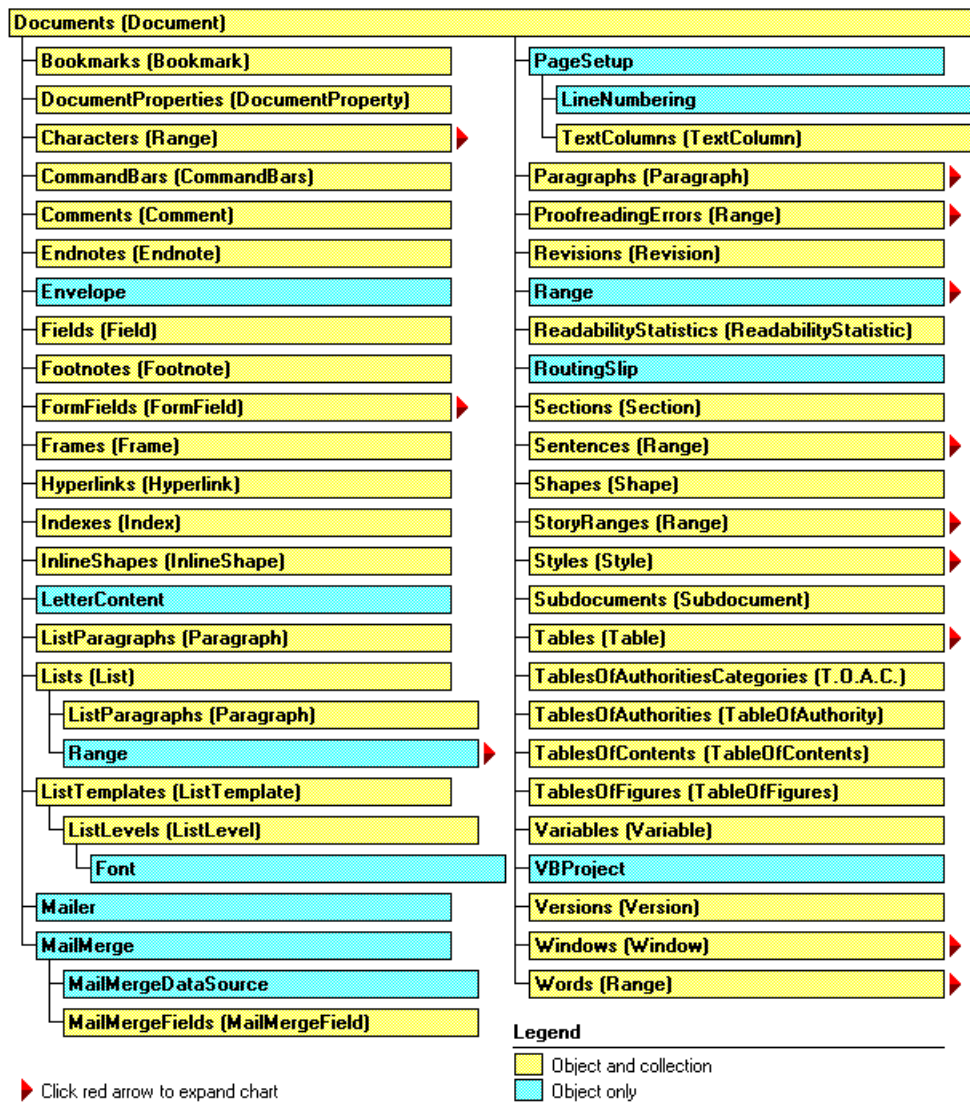 Documents (Document)
Bookmarks (Bookmark)
DocumentProperties (DocumentProperty)
Characters (Range)
CommandBars (CommandBars)
Comments (Comment)
Endnotes (Endnote)
Envelope
Fields (Field)
Footnotes (Footnote)
FormFields (FormField)
Frames (Frame)
Hyperlinks (Hyperlink)
Indexes (Index)
InlineShapes (InlineShape)
LetterContent
ListParagraphs (Paragraph)
Lists (List)
ListParagraphs (Paragraph)
Range
ListTemplates (ListTemplate)
ListLevels (ListLevel)
Font
Mailer
MailMerge
MailMergeDataSource
MailMergeFields (MailMergeField)
Click red arrow to expand chart
PageSetup
LineNumbering
TextColumns (TextColumn)
Paragraphs (Paragraph)
ProofreadingErrors (Range)
Revisions (Revision)
Range
ReadabilityStatistics (ReadabilityStatistic)
RoutingSlip
Sections (Section)
Sentences (Range)
Shapes (Shape)
StoryRanges (Range)
Styles (Style)
Subdocuments (Subdocument)
Tables (Table)
TablesOfAuthoritiesCategories (T.O.A.C.)
TablesOfAuthorities (TableOfAuthority)
TablesOfContents (TableOfContents)
TablesOfFigures (TableOfFigures)
Variables (Variable)
VBProject
Versions (Version)
Windows (Window)
Words (Range)
Legend
Object and collection
Object only